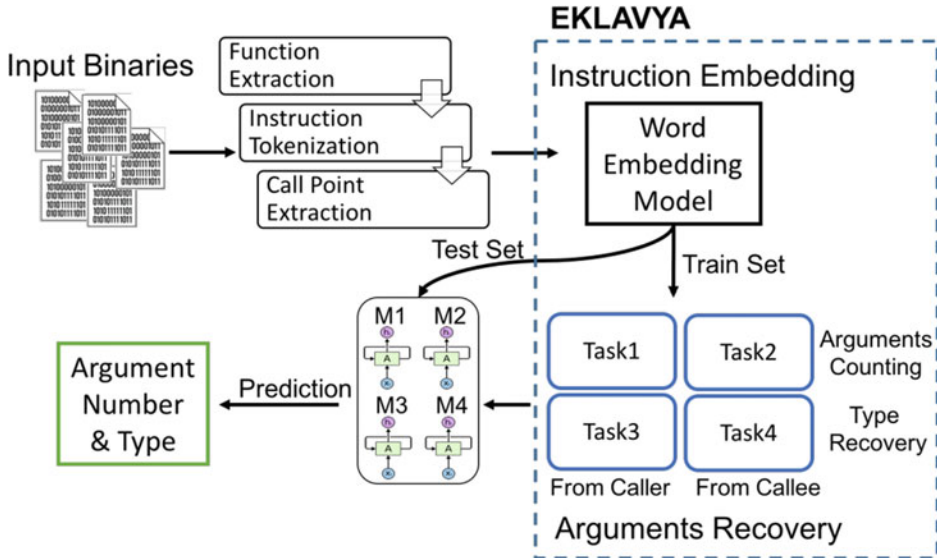 EKLAVYA
Input Binaries
Function
Extraction
Instruction
Tokenization
Call Point
Extraction
Instruction Embedding
Word
Embedding
Model
Test Set
Train Set
M1 M2
A A
M3 M4
A A
Task1 Task2
Arguments
Counting
Task3 Task4
Type
Recovery
From Caller From Callee
Arguments Recovery
Prediction
Argument
Number
& Type